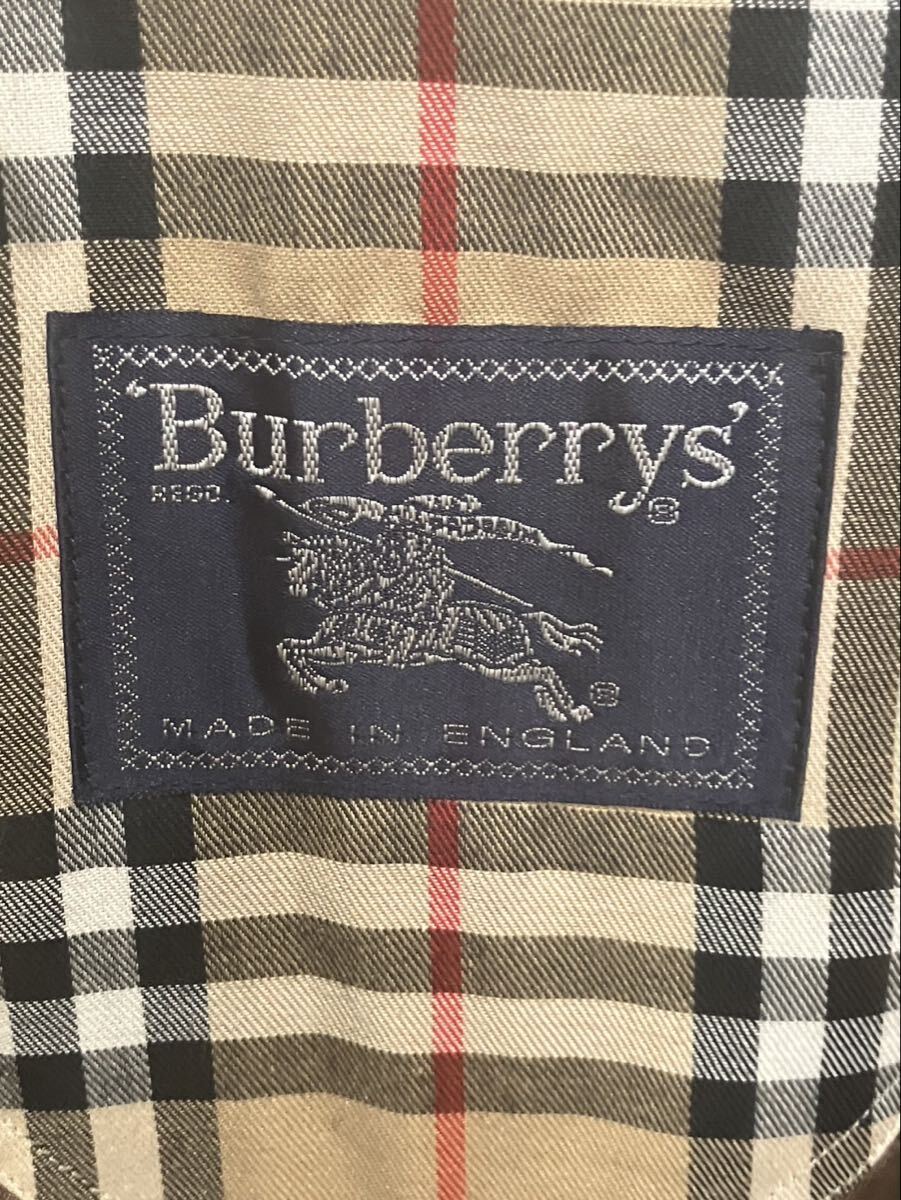 'Burberrys'
REGD.
®
®
MADE IN ENGLAND